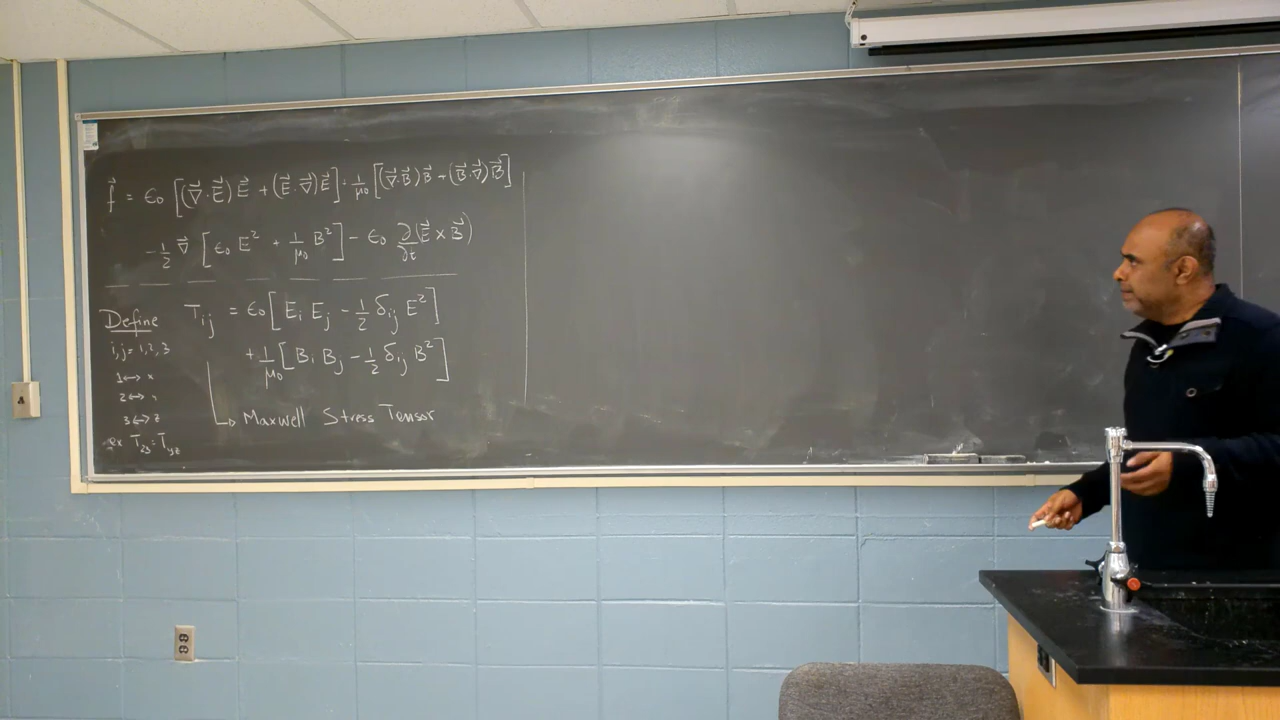 f⃗ = ϵ₀ [(∇⃗·E⃗)E⃗ + (E⃗·∇⃗)E⃗] + 1/μ₀ [(∇⃗·B⃗)B⃗ + (B⃗·∇⃗)B⃗]
-1/2 ∇⃗ [ϵ₀ E² + 1/μ₀ B²] - ϵ₀ ∂/∂t (E⃗ × B⃗)
Define
T_ij = ϵ₀ [E_i E_j - 1/2 δ_ij E²]
+ 1/μ₀ [B_i B_j - 1/2 δ_ij B²]
i,j = 1,2,3
1 ↔ x
2 ↔ y
3 ↔ z
ex T_zy = T_yz
↳ Maxwell Stress Tensor